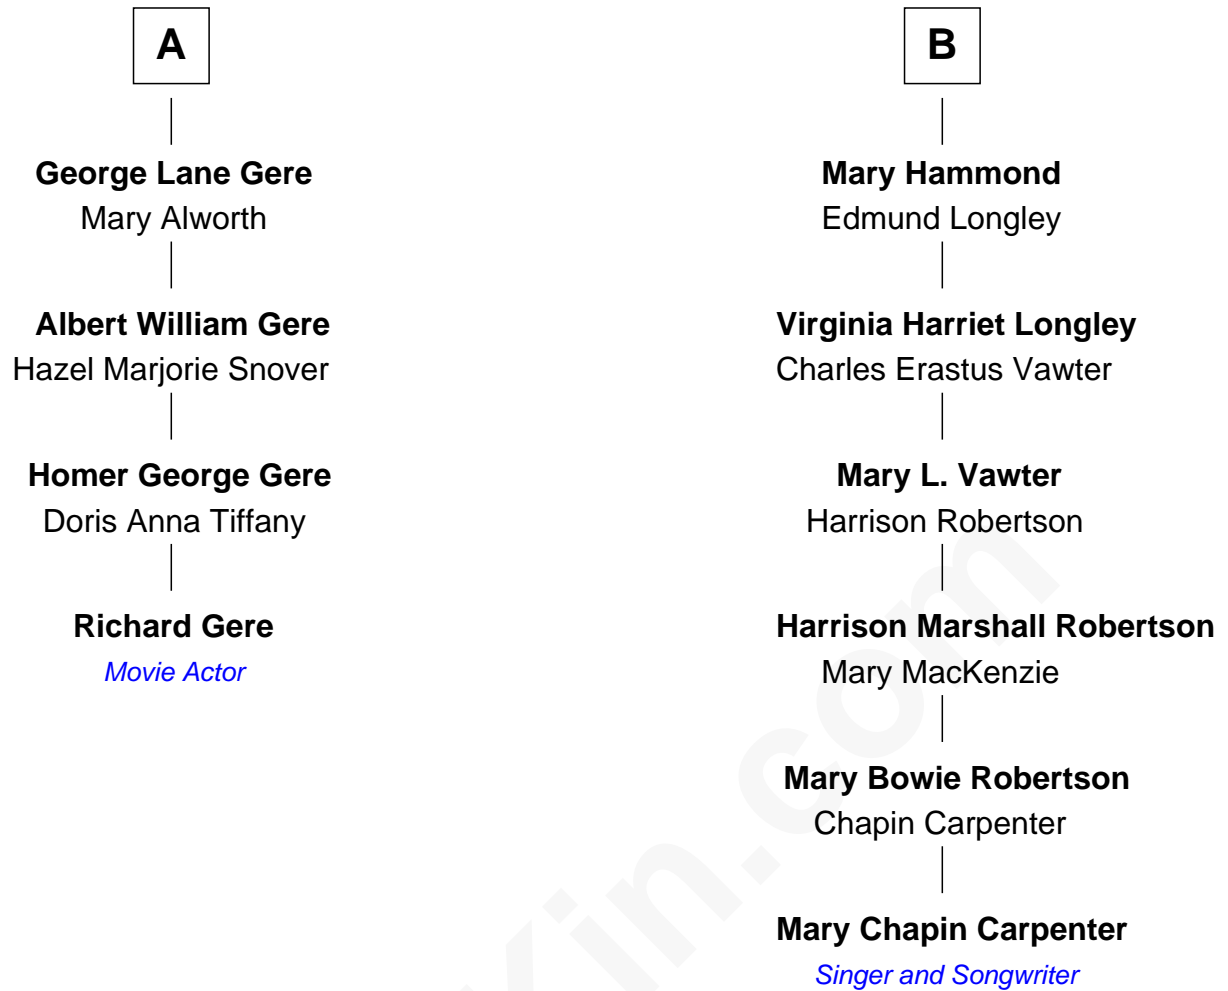 A
George Lane Gere
Mary Alworth
Albert William Gere
Hazel Marjorie Snover
Homer George Gere
Doris Anna Tiffany
Richard Gere
Movie Actor
B
Mary Hammond
Edmund Longley
Virginia Harriet Longley
Charles Erastus Vawter
Mary L. Vawter
Harrison Robertson
Harrison Marshall Robertson
Mary MacKenzie
Mary Bowie Robertson
Chapin Carpenter
Mary Chapin Carpenter
Singer and Songwriter
Kin.com